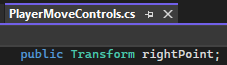 PlayerMoveControls.cs
public Transform rightPoint;